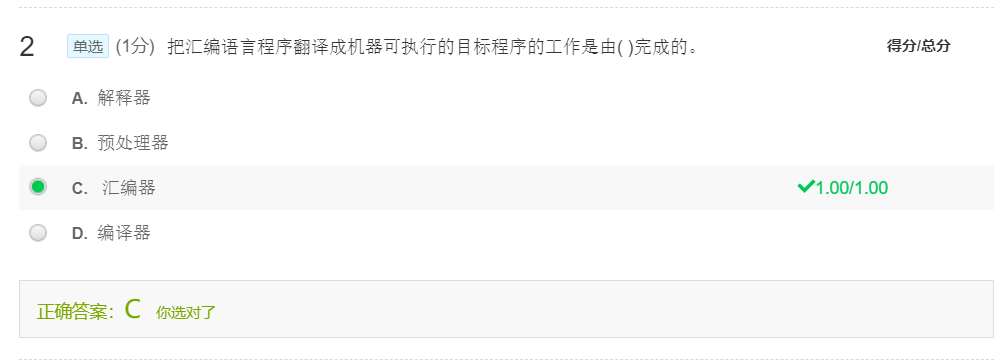 2 单选 (1分) 把汇编语言程序翻译成机器可执行的目标程序的工作是由( )完成的。 得分/总分
A. 解释器
B. 预处理器
C. 汇编器 1.00/1.00
D. 编译器
正确答案：C 你选对了